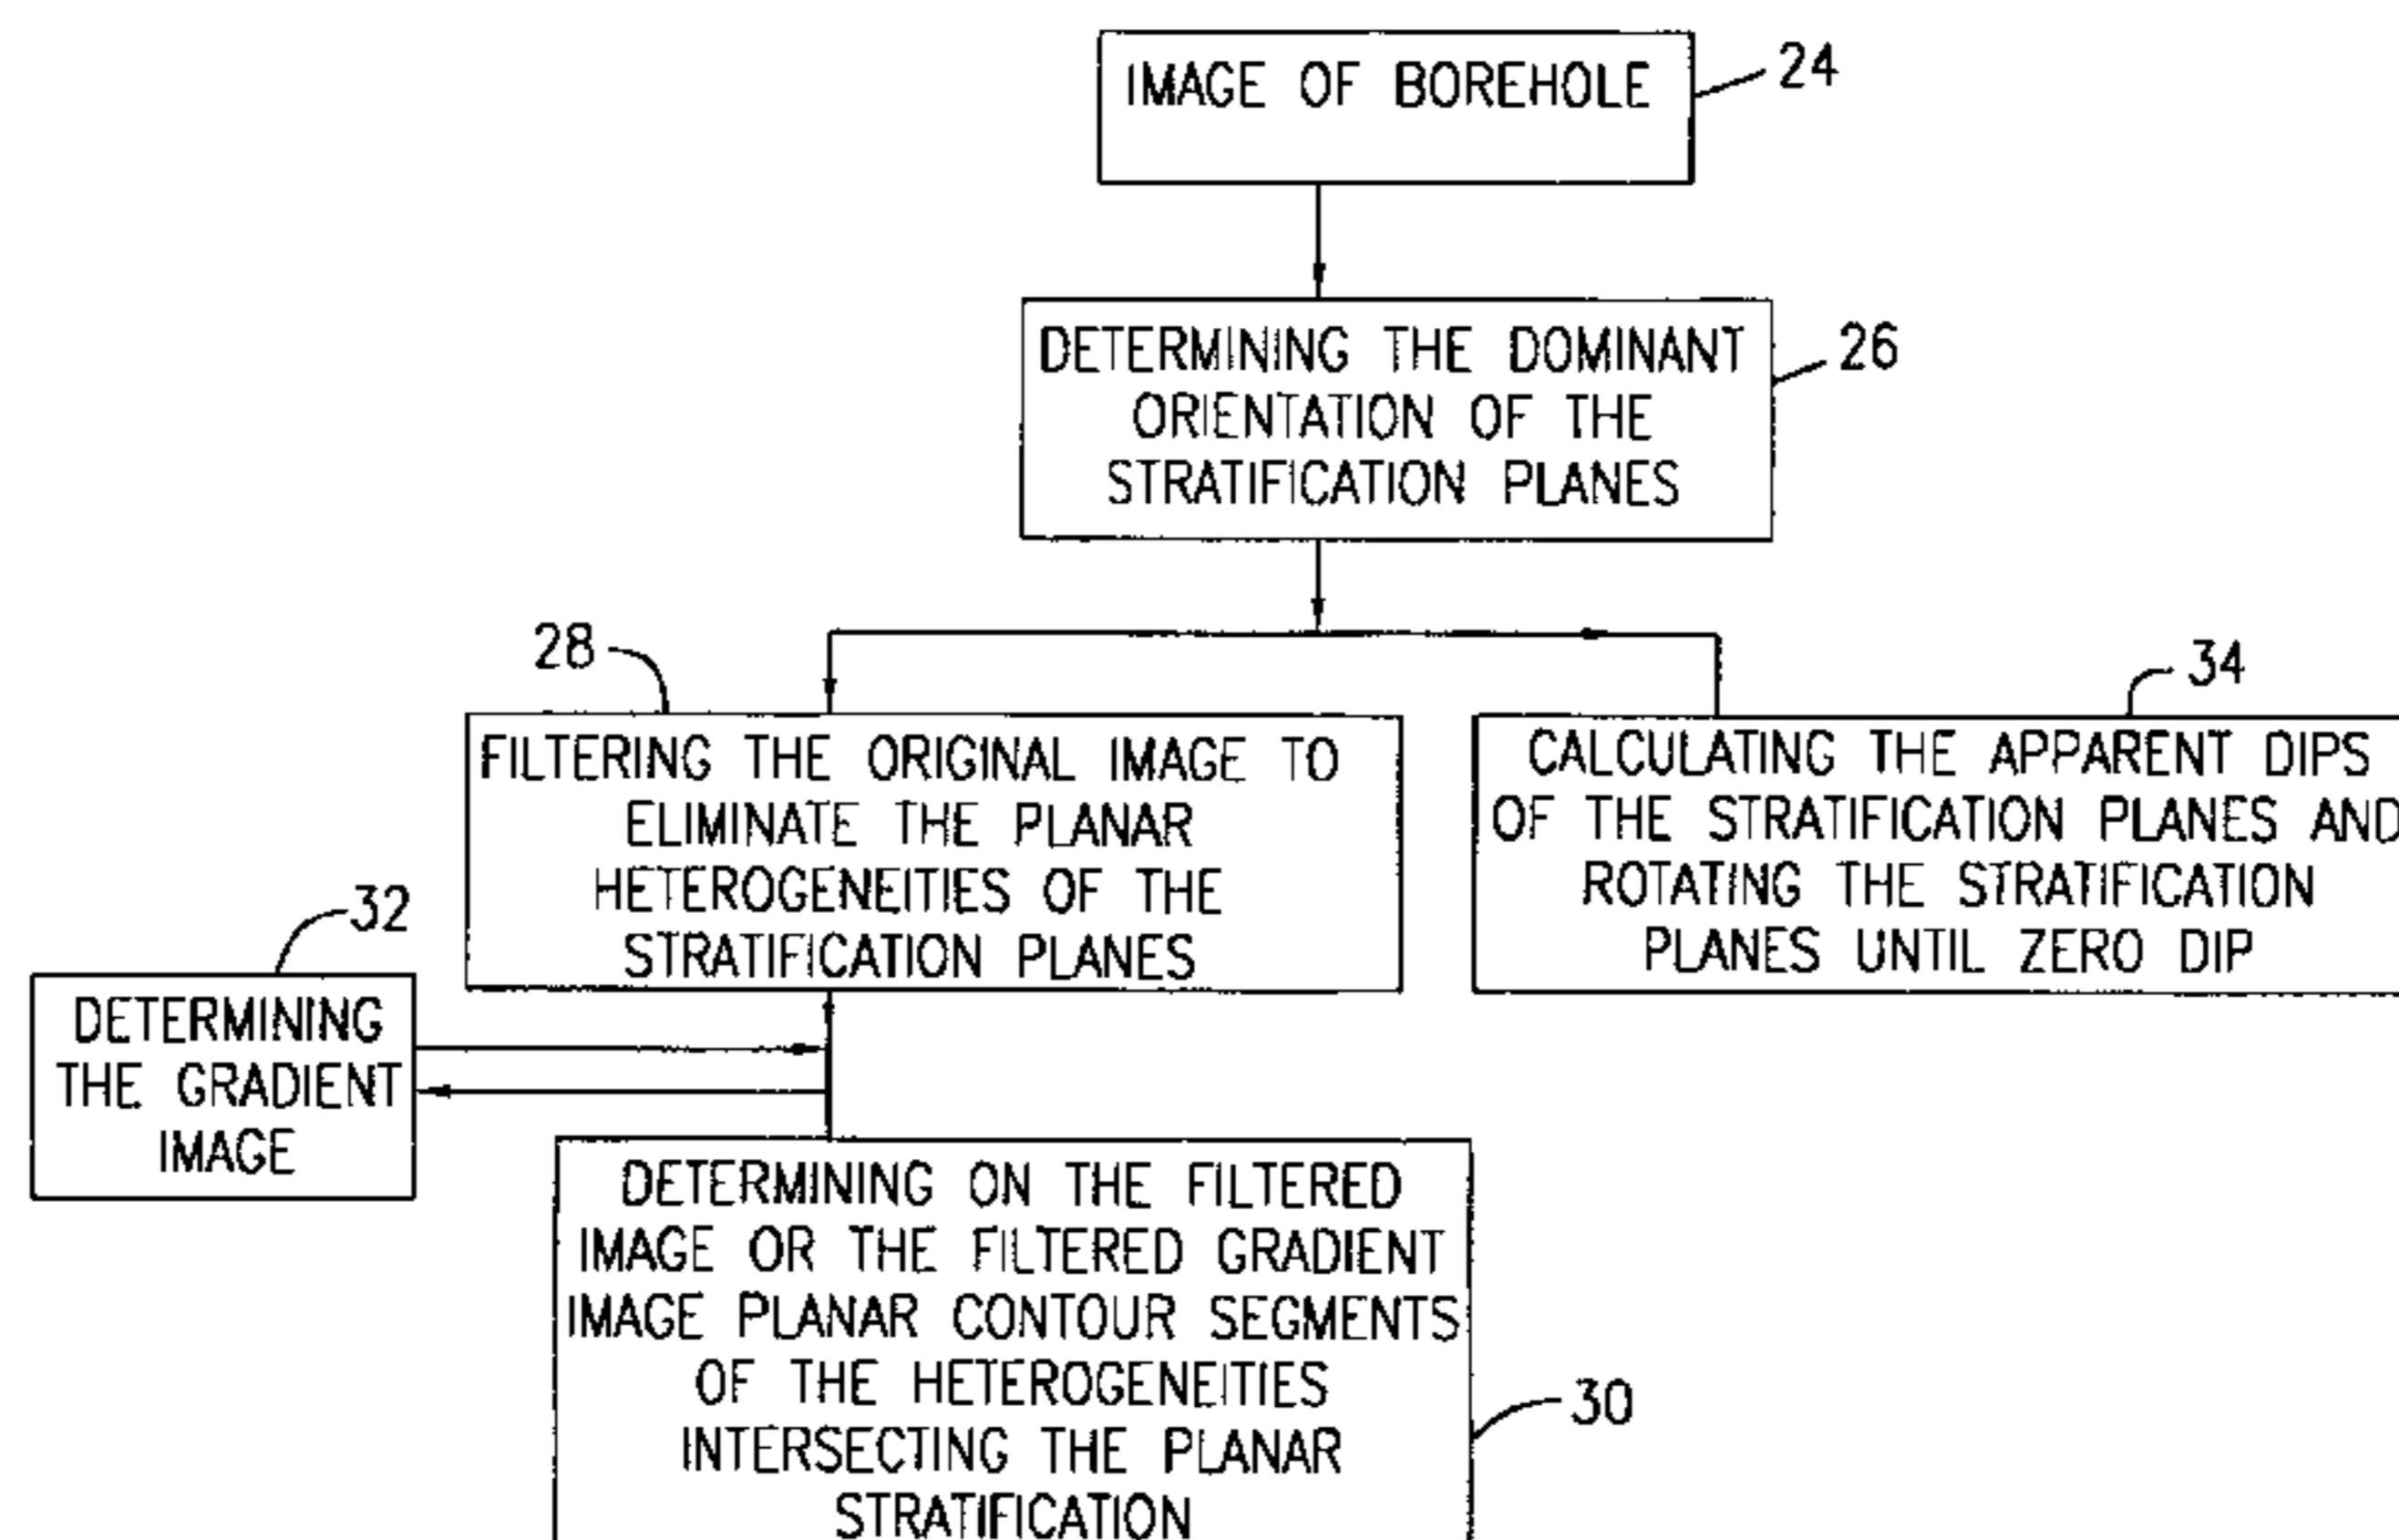 IMAGE OF BOREHOLE
24
DETERMINING THE DOMINANT
ORIENTATION OF THE
STRATIFICATION PLANES
26
28
FILTERING THE ORIGINAL IMAGE TO
ELIMINATE THE PLANAR
HETEROGENEITIES OF THE
STRATIFICATION PLANES
34
CALCULATING THE APPARENT DIPS
OF THE STRATIFICATION PLANES AND
ROTATING THE STRATIFICATION
PLANES UNTIL ZERO DIP
32
DETERMINING
THE GRADIENT
IMAGE
DETERMINING ON THE FILTERED
IMAGE OR THE FILTERED GRADIENT
IMAGE PLANAR CONTOUR SEGMENTS
OF THE HETEROGENEITIES
INTERSECTING THE PLANAR
STRATIFICATION
30